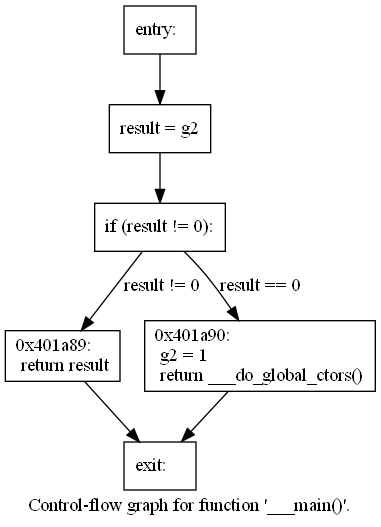 entry:
result = g2
if (result != 0):
result != 0
result == 0
0x401a89:
return result
0x401a90:
g2 = 1
return ___do_global_ctors()
exit:
Control-flow graph for function '___main()'.